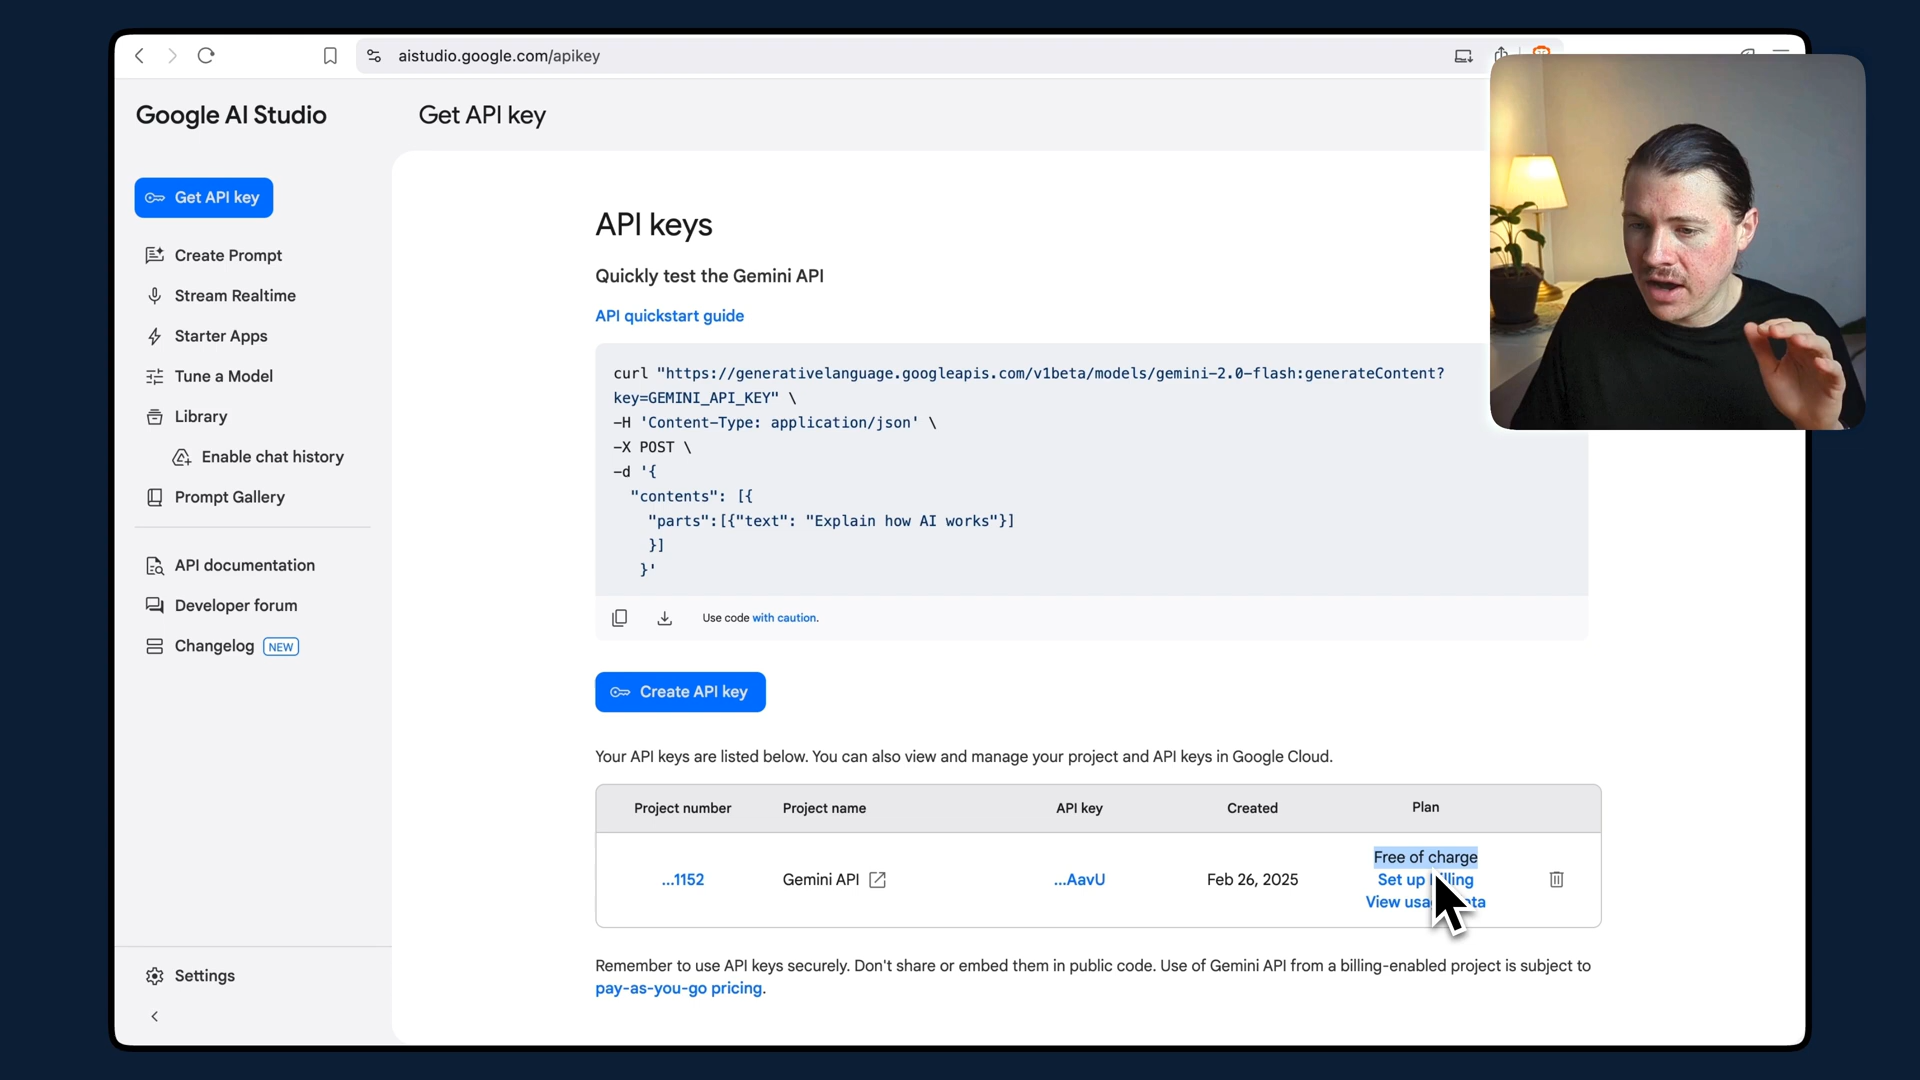 aistudio.google.com/apikey
Google AI Studio
Get API key
Get API key
Create Prompt
Stream Realtime
Starter Apps
Tune a Model
Library
Enable chat history
Prompt Gallery
API documentation
Developer forum
Changelog NEW
Settings
API keys
Quickly test the Gemini API
API quickstart guide
curl "https://generativelanguage.googleapis.com/v1beta/models/gemini-2.0-flash:generateContent?
key=GEMINI_API_KEY" \
-H 'Content-Type: application/json' \
-X POST \
-d '{
"contents": [{
"parts":[{"text": "Explain how AI works"}]
}]
}'
Use code with caution.
Create API key
Your API keys are listed below. You can also view and manage your project and API keys in Google Cloud.
Project number Project name API key Created Plan
Free of charge
...1152 Gemini API ...AavU Feb 26, 2025 Set up billing
View usage data
Remember to use API keys securely. Don't share or embed them in public code. Use of Gemini API from a billing-enabled project is subject to
pay-as-you-go pricing.